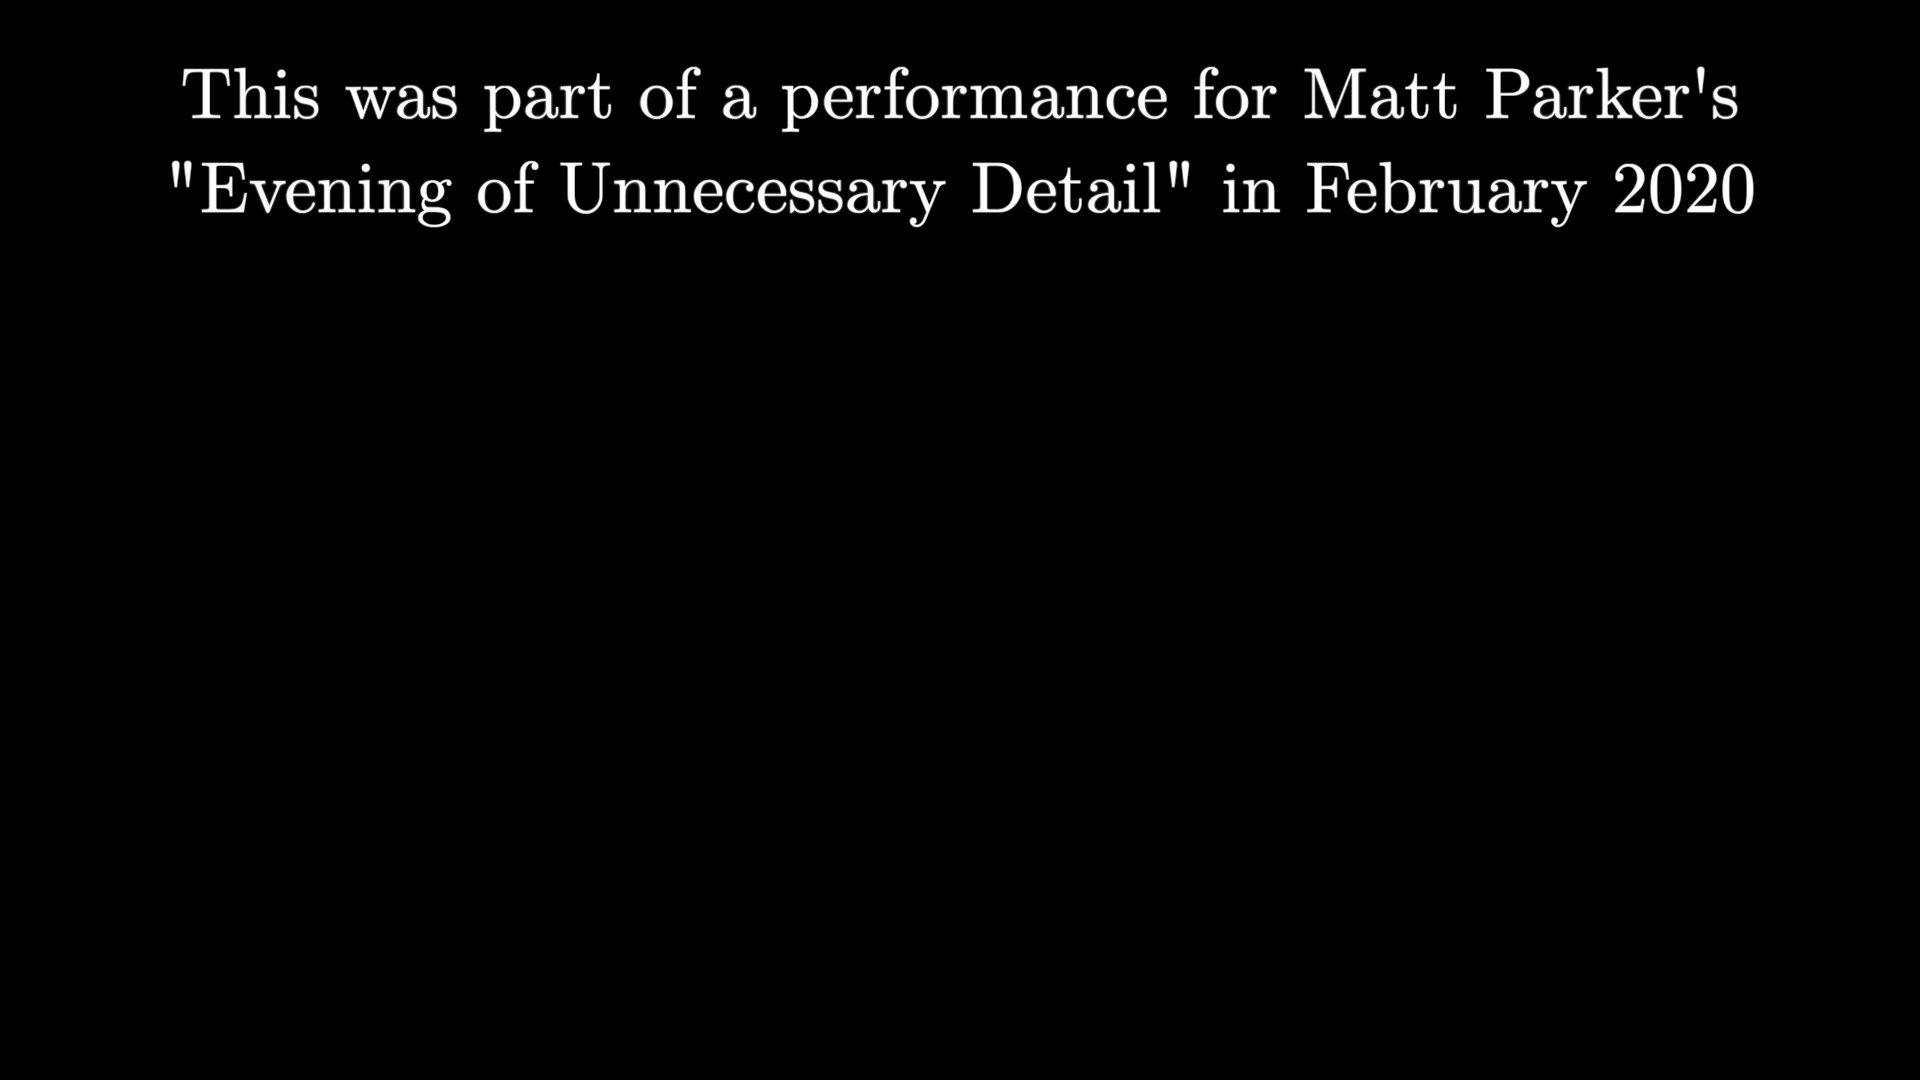 This was part of a performance for Matt Parker's
"Evening of Unnecessary Detail" in February 2020